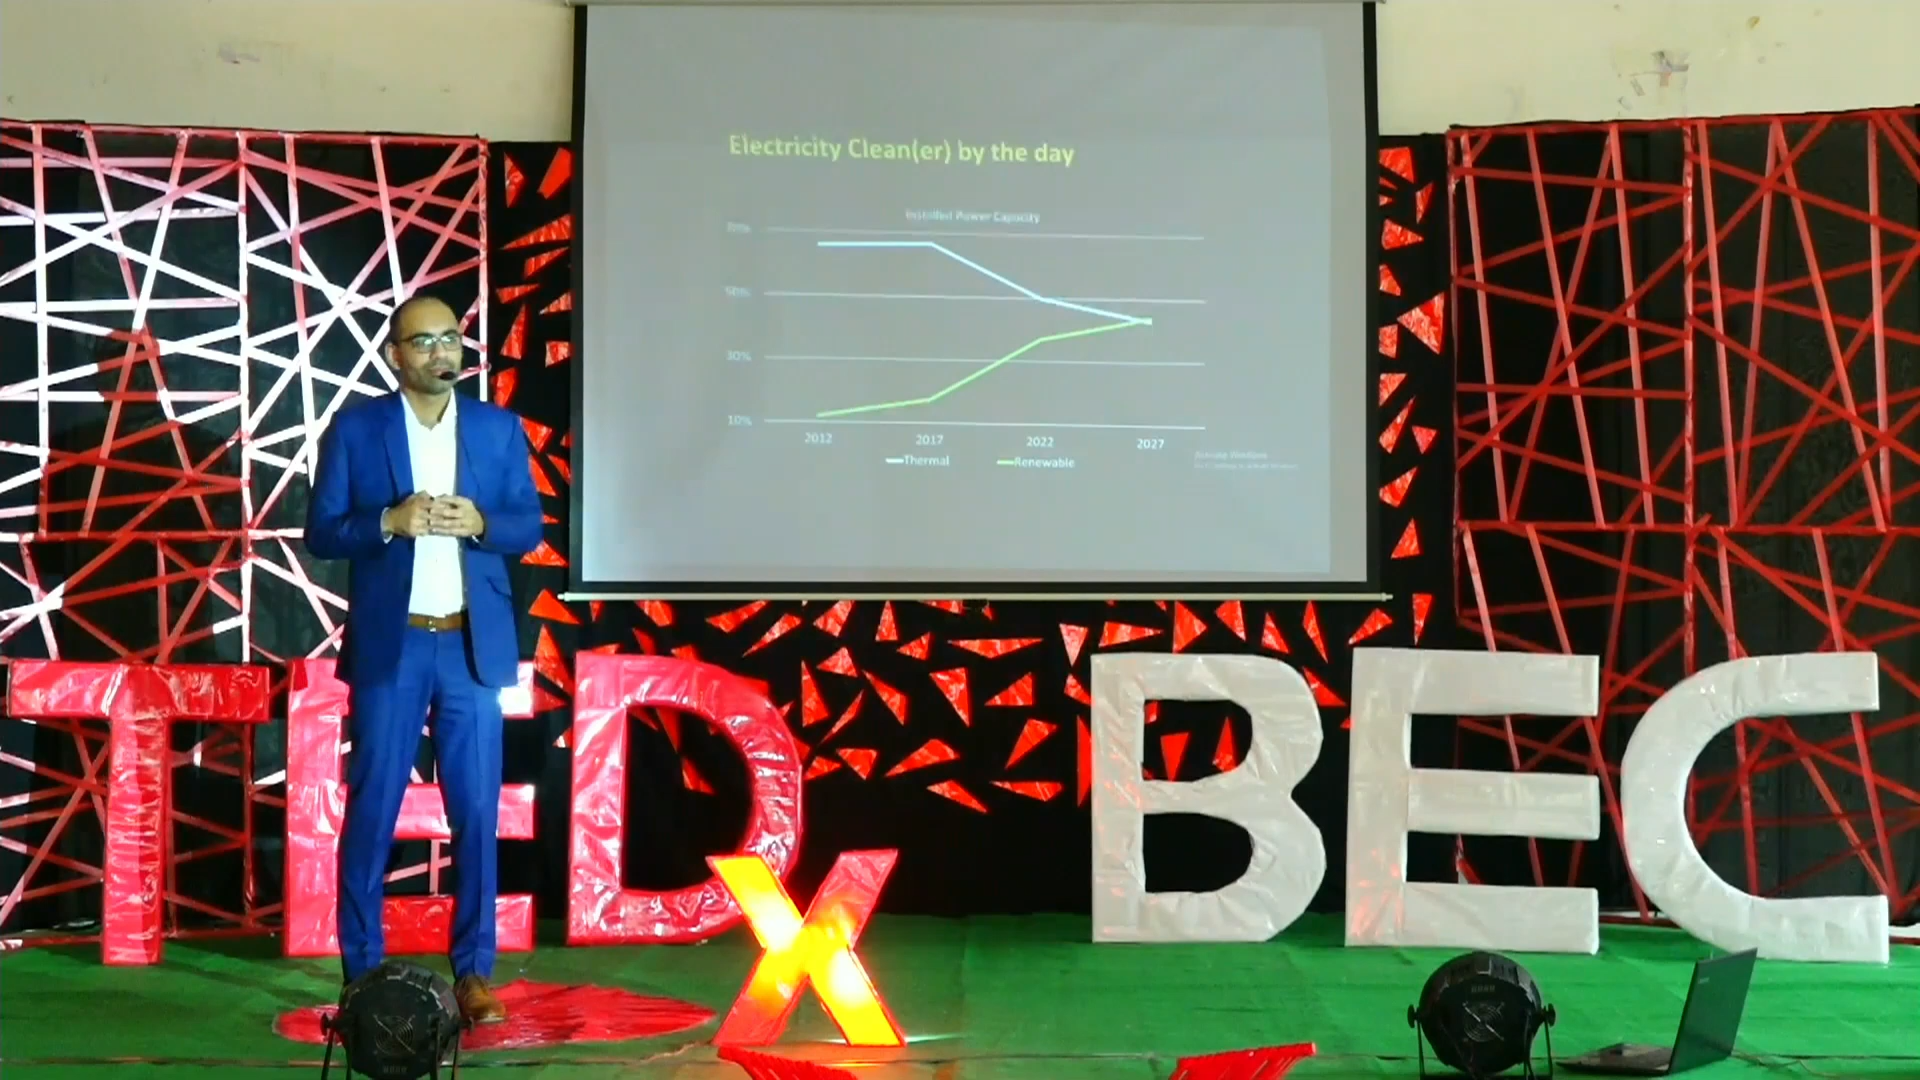 Electricity Clean(er) by the day
Installed Power Capacity
70%
50%
30%
10%
2012 2017 2022 2027
Thermal Renewable
TEDx BEC